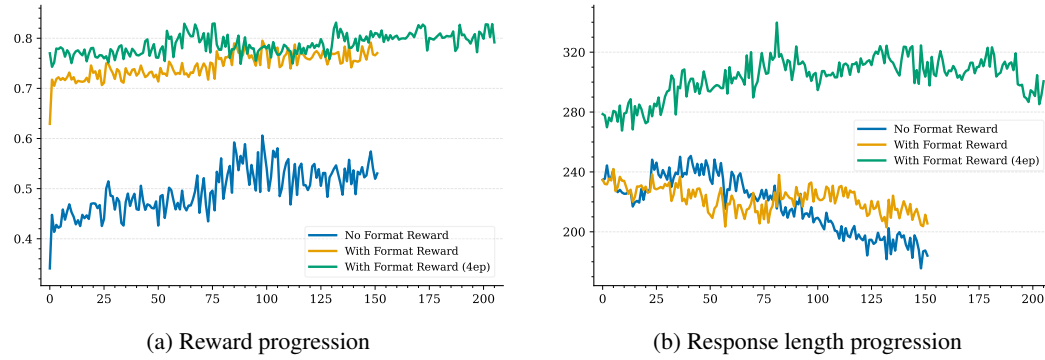 0.8
0.7
0.6
0.5
0.4
0 25 50 75 100 125 150 175 200
No Format Reward
With Format Reward
With Format Reward (4ep)
(a) Reward progression
320
280
240
200
0 25 50 75 100 125 150 175 200
No Format Reward
With Format Reward
With Format Reward (4ep)
(b) Response length progression